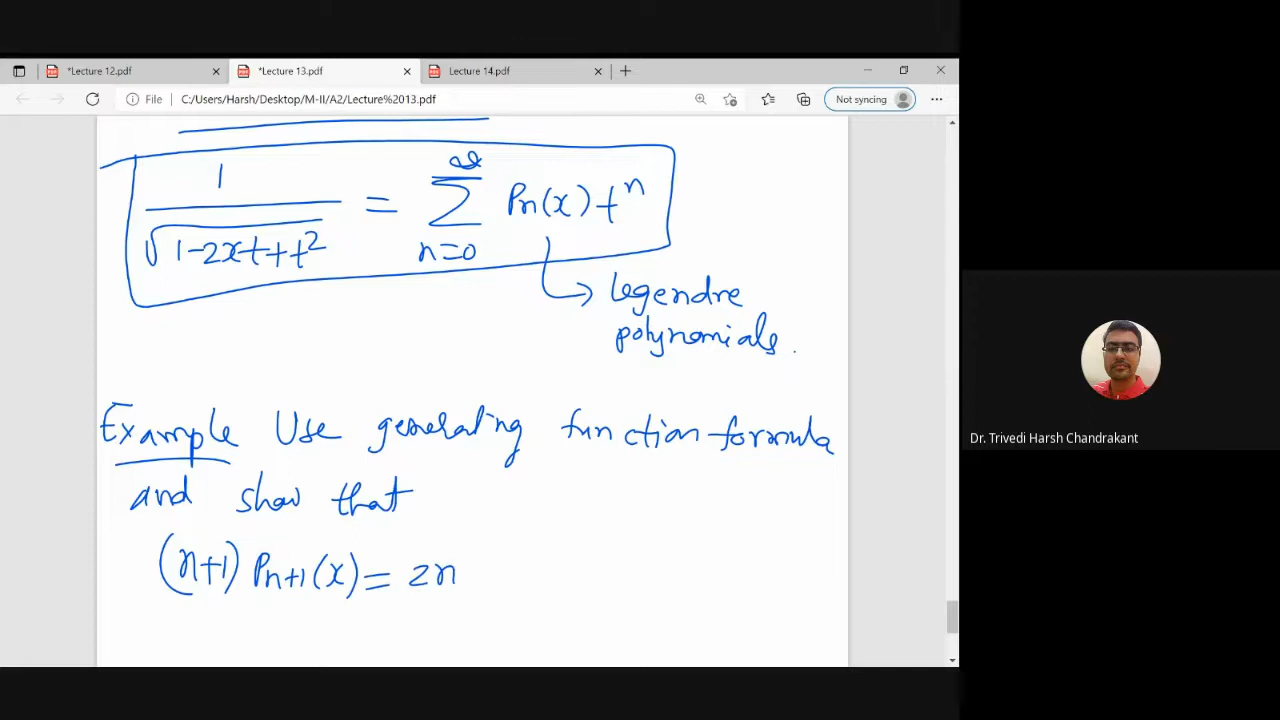 *Lecture 12.pdf
*Lecture 13.pdf
Lecture 14.pdf
File C:/Users/Harsh/Desktop/M-II/A2/Lecture%2013.pdf
Not syncing
1/√(1-2xt+t²) = ∑_{n=0}^{∞} Pn(x) tⁿ
Legendre
polynomials.
Example Use generating function formula
and show that
(n+1) Pn+1(x) = 2n
Dr. Trivedi Harsh Chandrakant